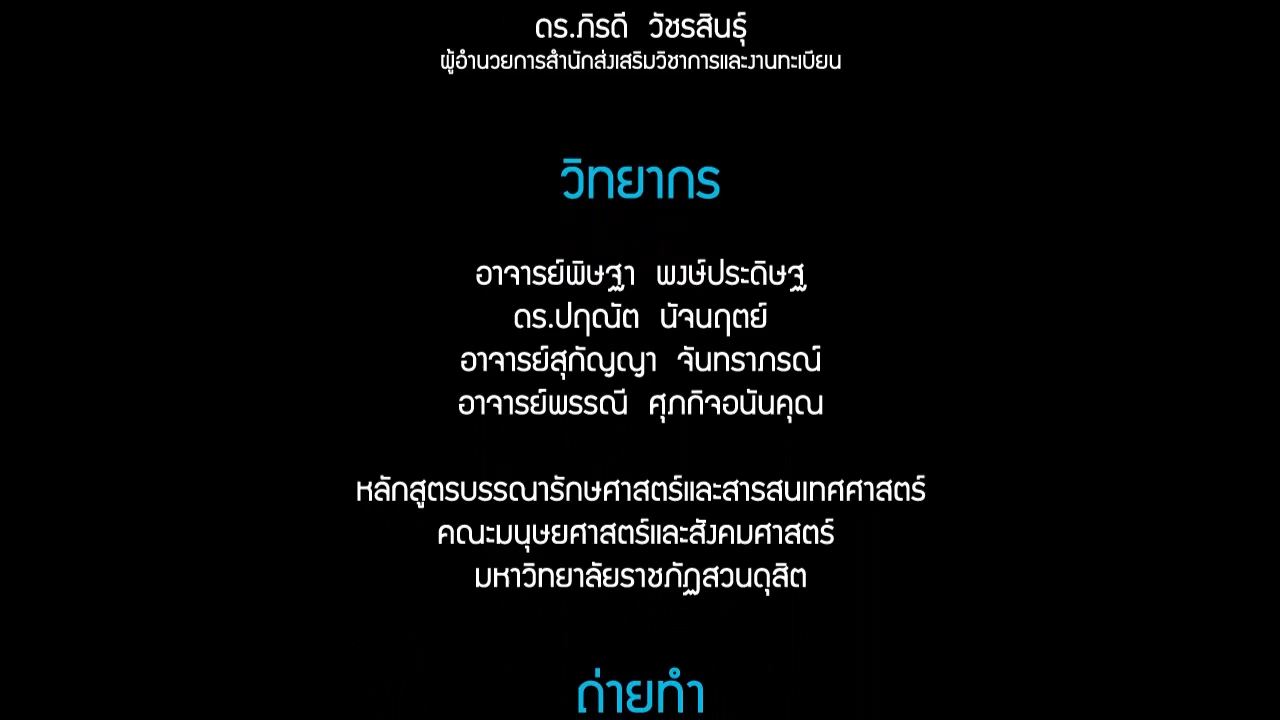 ดร.ภิรดี วัชรสินธุ์
ผู้อำนวยการสำนักส่งเสริมวิชาการและงานทะเบียน
วิทยากร
อาจารย์พิษฐา พงษ์ประดิษฐ
ดร.ปฤณัต นัจนฤตย์
อาจารย์สุกัญญา จันทราภรณ์
อาจารย์พรรณี ศุภกิจอนันคุณ
หลักสูตรบรรณารักษศาสตร์และสารสนเทศศาสตร์
คณะมนุษยศาสตร์และสังคมศาสตร์
มหาวิทยาลัยราชภัฏสวนดุสิต
ถ่ายทำ